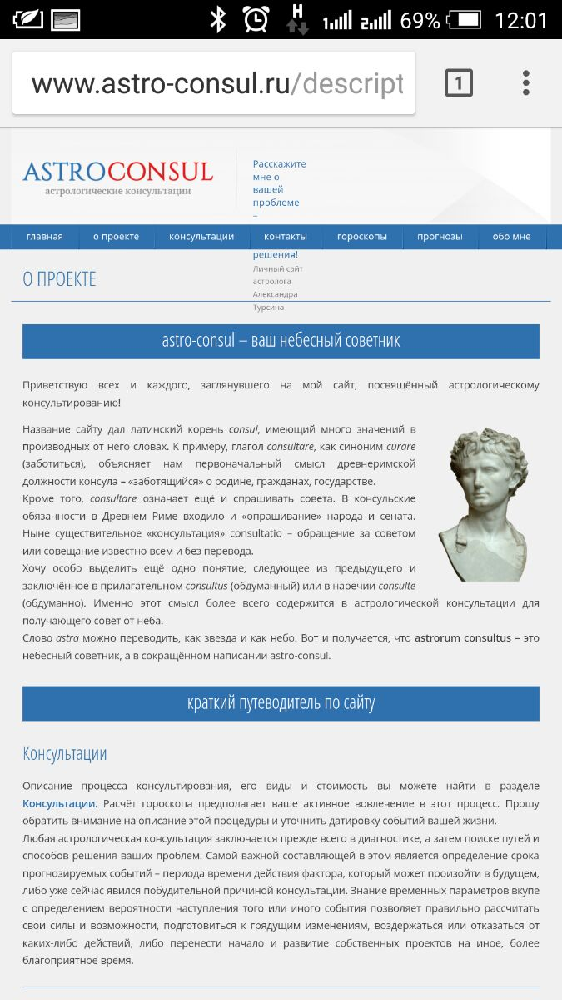 H 69% 12:01
www.astro-consul.ru/descript
1
ASTROCONSUL
астрологические консультации
Расскажите
мне о
вашей
проблеме
–
главная о проекте консультации контакты гороскопы прогнозы обо мне
решения!
Личный сайт
астролога
Александра
Турсина
О ПРОЕКТЕ
astro-consul – ваш небесный советник
Приветствую всех и каждого, заглянувшего на мой сайт, посвящённый астрологическому
консультированию!
Название сайту дал латинский корень consul, имеющий много значений в
производных от него словах. К примеру, глагол consultare, как синоним curare
(заботиться), объясняет нам первоначальный смысл древнеримской
должности консула – «заботящийся» о родине, гражданах, государстве.
Кроме того, consultare означает ещё и спрашивать совета. В консульские
обязанности в Древнем Риме входило и «опрашивание» народа и сената.
Ныне существительное «консультация» consultatio – обращение за советом
или совещание известно всем и без перевода.
Хочу особо выделить ещё одно понятие, следующее из предыдущего и
заключённое в прилагательном consultus (обдуманный) или в наречии consulte
(обдуманно). Именно этот смысл более всего содержится в астрологической консультации для
получающего совет от неба.
Слово astra можно переводить, как звезда и как небо. Вот и получается, что astrorum consultus – это
небесный советник, а в сокращённом написании astro-consul.
краткий путеводитель по сайту
Консультации
Описание процесса консультирования, его виды и стоимость вы можете найти в разделе
Консультации. Расчёт гороскопа предполагает ваше активное вовлечение в этот процесс. Прошу
обратить внимание на описание этой процедуры и уточнить датировку событий вашей жизни.
Любая астрологическая консультация заключается прежде всего в диагностике, а затем поиске путей и
способов решения ваших проблем. Самой важной составляющей в этом является определение срока
прогнозируемых событий – периода времени действия фактора, который может произойти в будущем,
либо уже сейчас явился побудительной причиной консультации. Знание временных параметров вкупе
с определением вероятности наступления того или иного события позволяет правильно рассчитать
свои силы и возможности, подготовиться к грядущим изменениям, воздержаться или отказаться от
каких-либо действий, либо перенести начало и развитие собственных проектов на иное, более
благоприятное время.